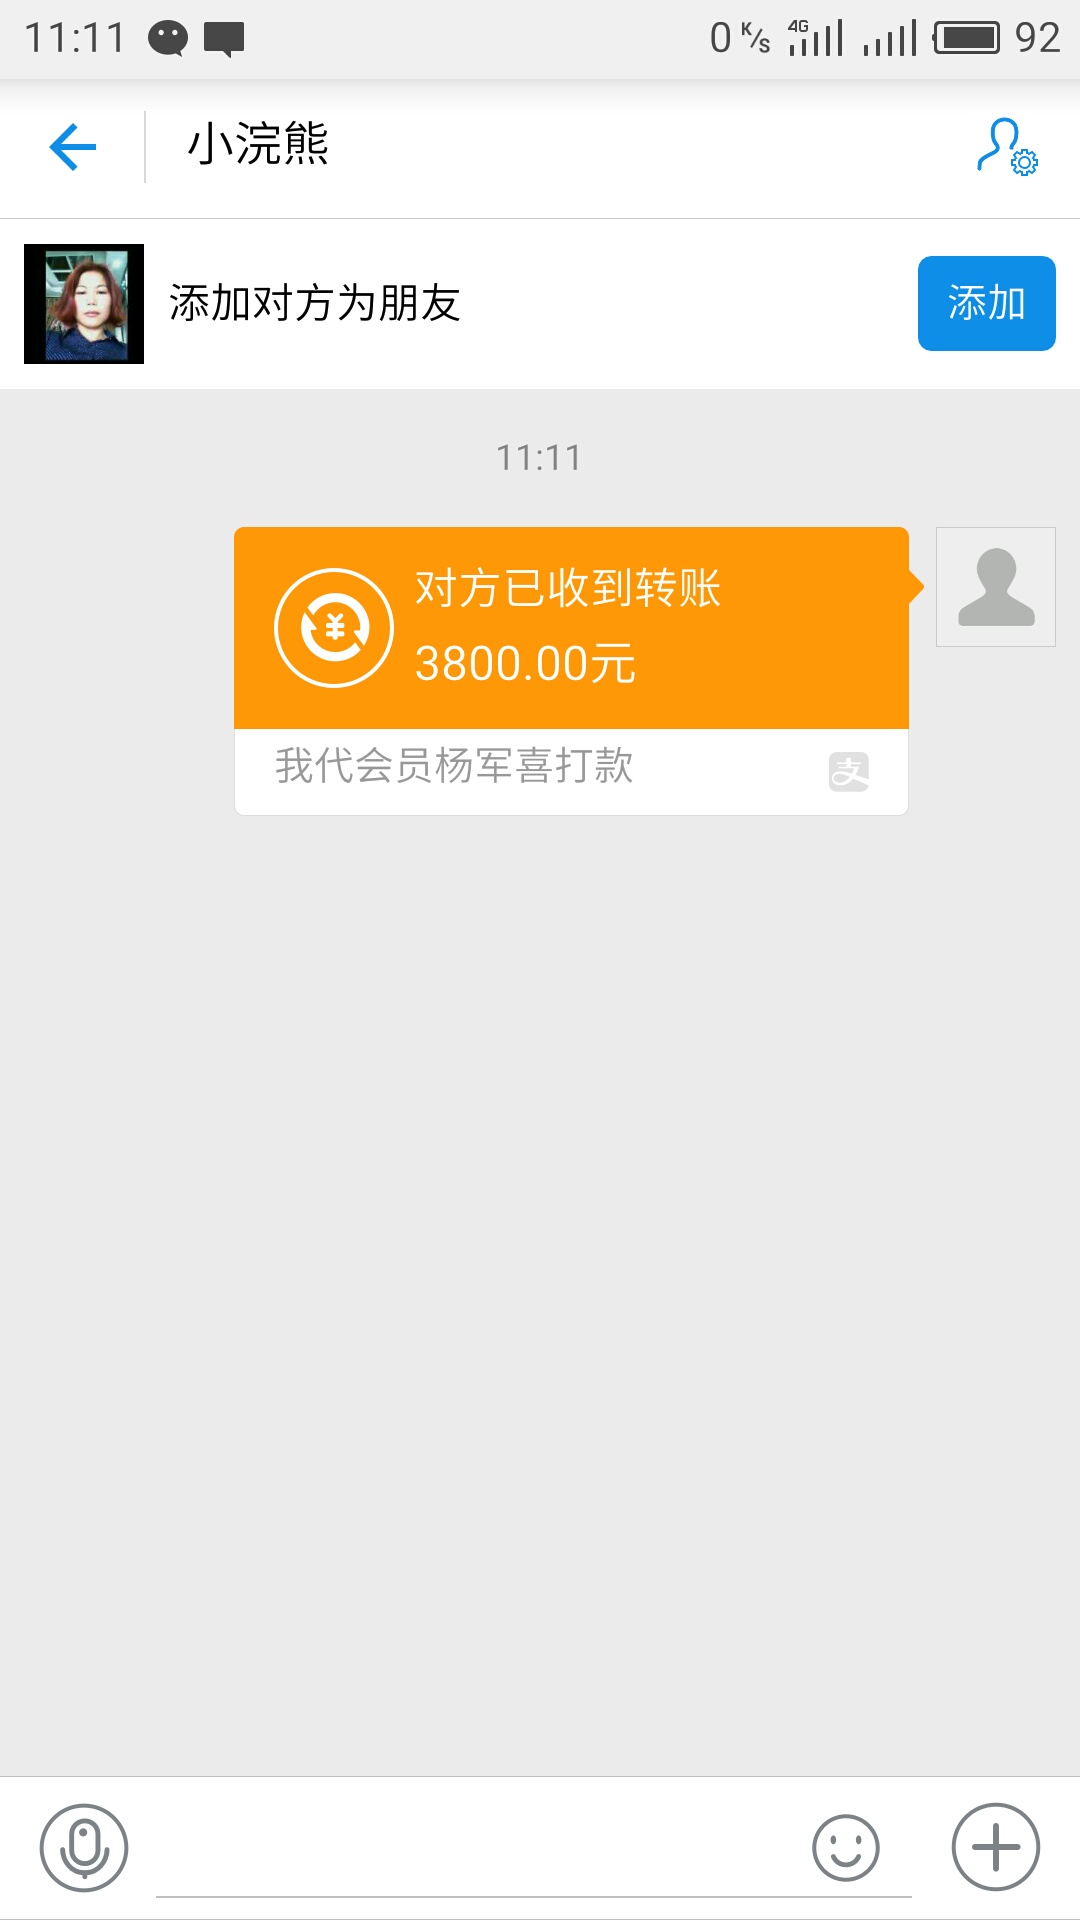 11:11
0 K/s 4G 92
小浣熊
添加对方为朋友
添加
11:11
对方已收到转账
3800.00元
我代会员杨军喜打款
支